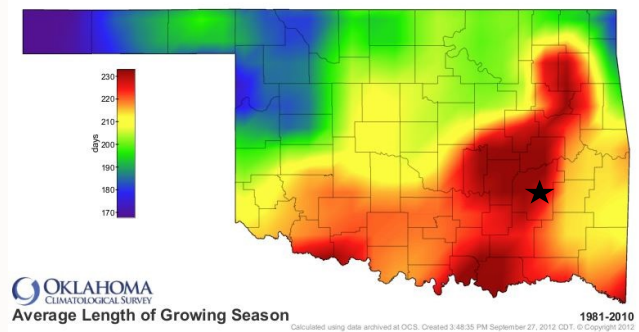 230
220
210
200
190
180
170
days
OKLAHOMA
CLIMATOLOGICAL SURVEY
Average Length of Growing Season
1981-2010
Calculated using data archived at OCS. Created 3:48:35 PM September 27, 2012 CDT. © Copyright 2012